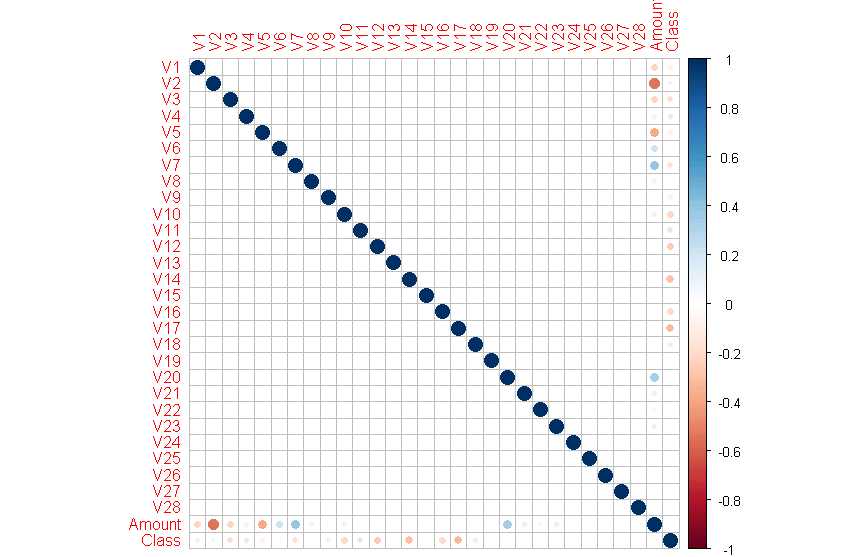 V1 V2 V3 V4 V5 V6 V7 V8 V9 V10 V11 V12 V13 V14 V15 V16 V17 V18 V19 V20 V21 V22 V23 V24 V25 V26 V27 V28 Amount Class
V1
V2
V3
V4
V5
V6
V7
V8
V9
V10
V11
V12
V13
V14
V15
V16
V17
V18
V19
V20
V21
V22
V23
V24
V25
V26
V27
V28
Amount
Class
1
0.8
0.6
0.4
0.2
0
-0.2
-0.4
-0.6
-0.8
-1